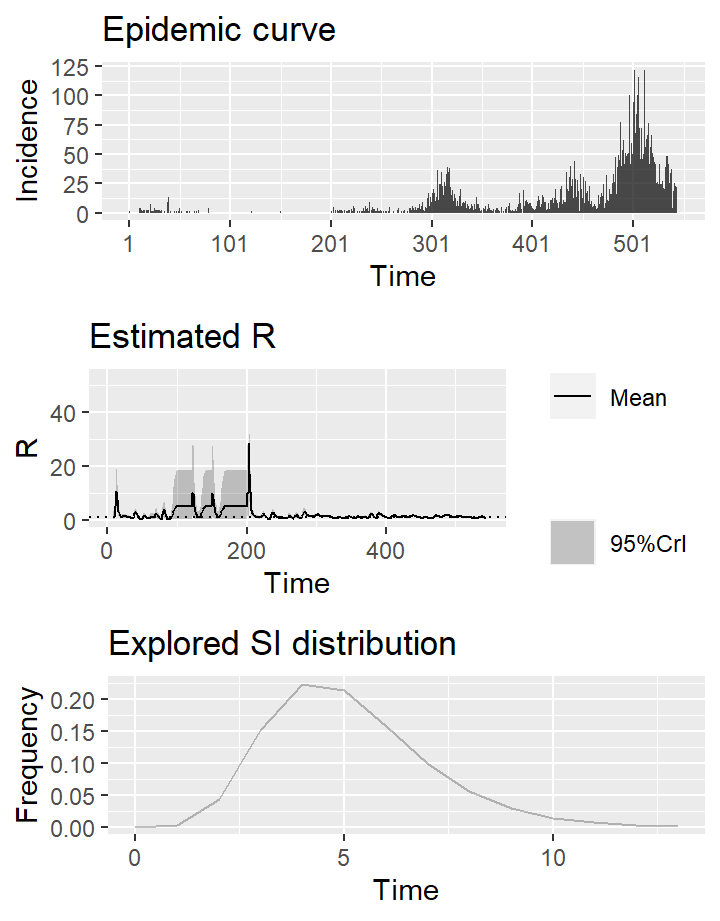 Epidemic curve
125
100
75
50
25
0
Incidence
1 101 201 301 401 501
Time
Estimated R
40
20
0
R
0 200 400
Time
Mean
95%CrI
Explored SI distribution
0.20
0.15
0.10
0.05
0.00
Frequency
0 5 10
Time